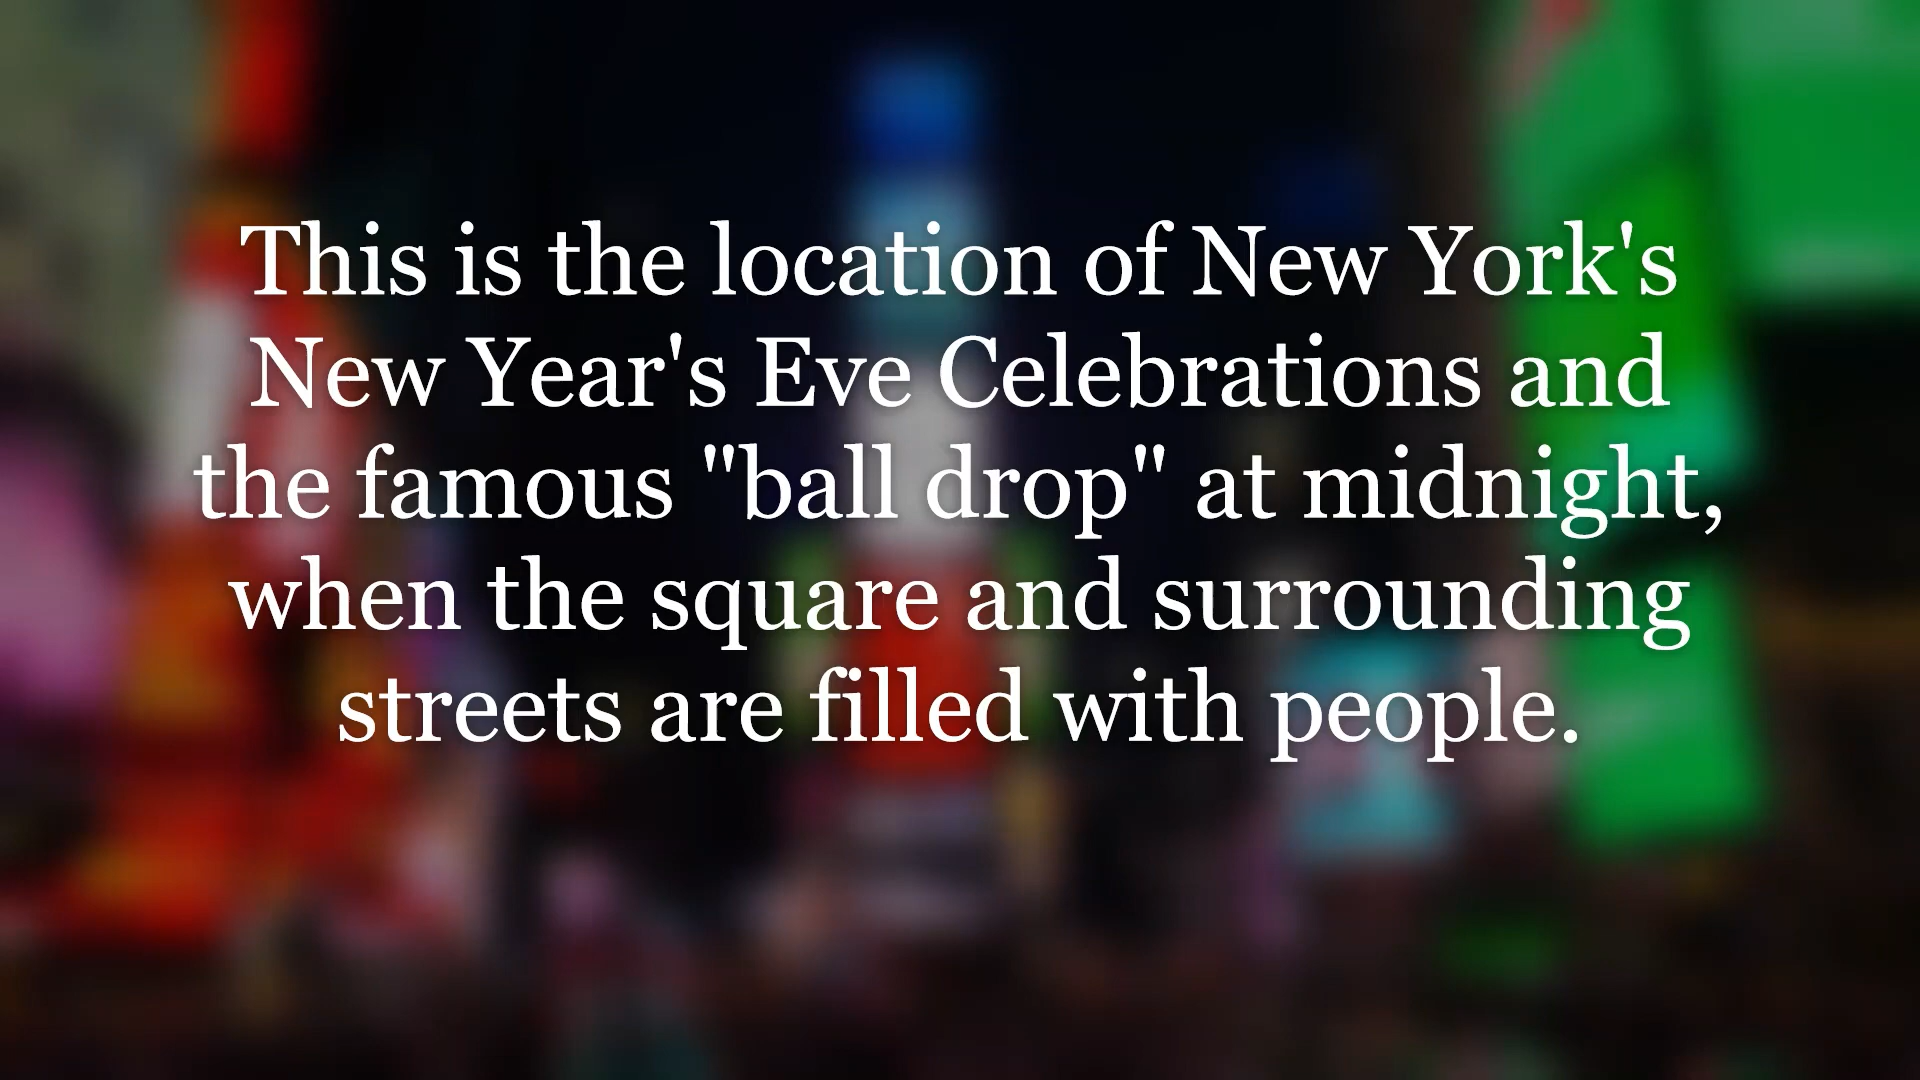 This is the location of New York's
New Year's Eve Celebrations and
the famous "ball drop" at midnight,
when the square and surrounding
streets are filled with people.